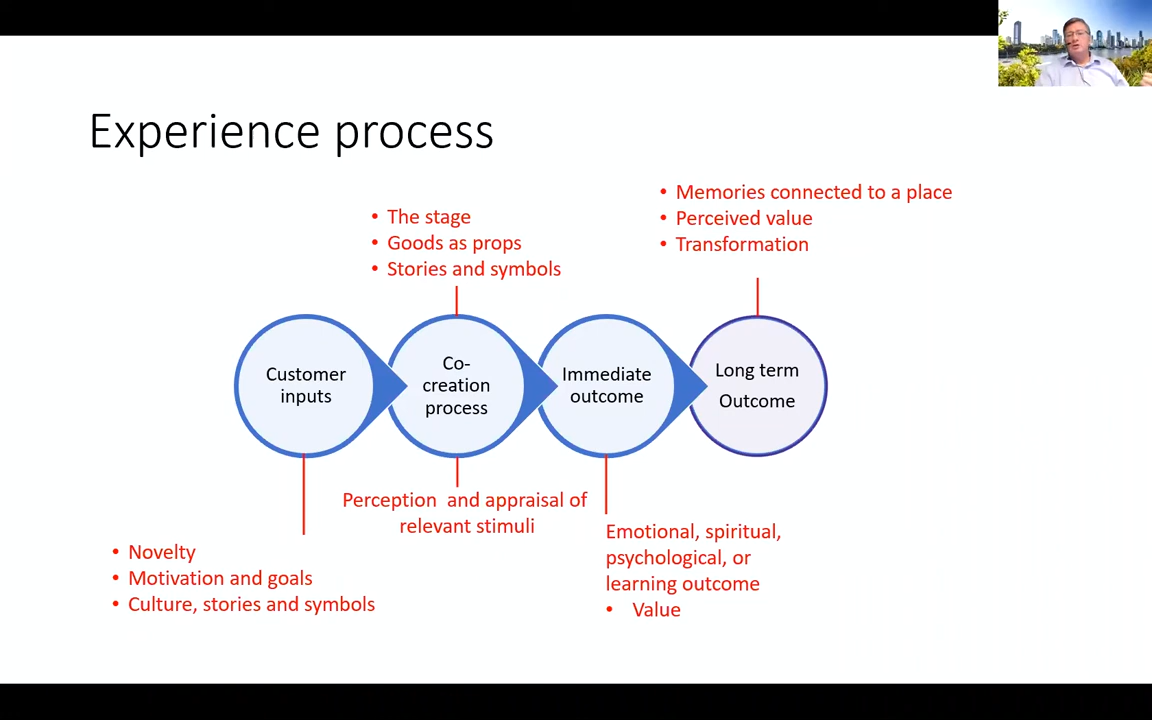 Experience process
• Memories connected to a place
• Perceived value
• Transformation
• The stage
• Goods as props
• Stories and symbols
Customer
inputs
Co-
creation
process
Immediate
outcome
Long term
Outcome
Perception and appraisal of
relevant stimuli
Emotional, spiritual,
psychological, or
learning outcome
• Value
• Novelty
• Motivation and goals
• Culture, stories and symbols